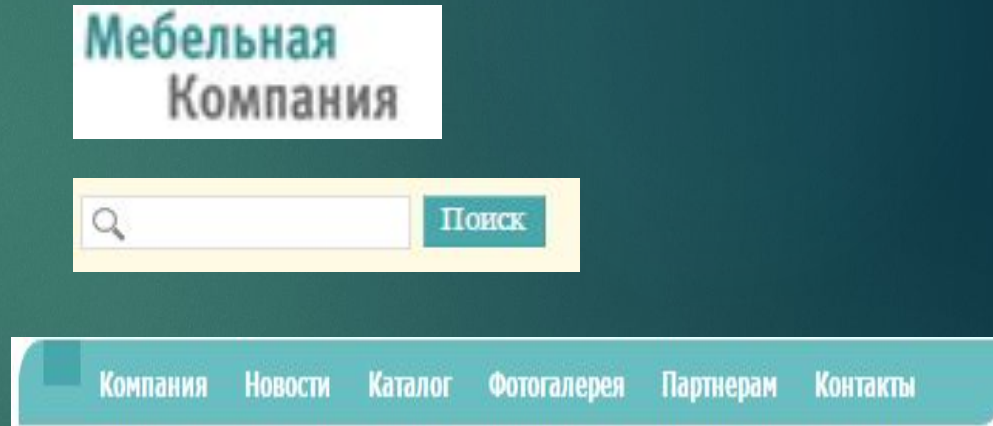 Мебельная
Компания
Поиск
Компания Новости Каталог Фотогалерея Партнерам Контакты